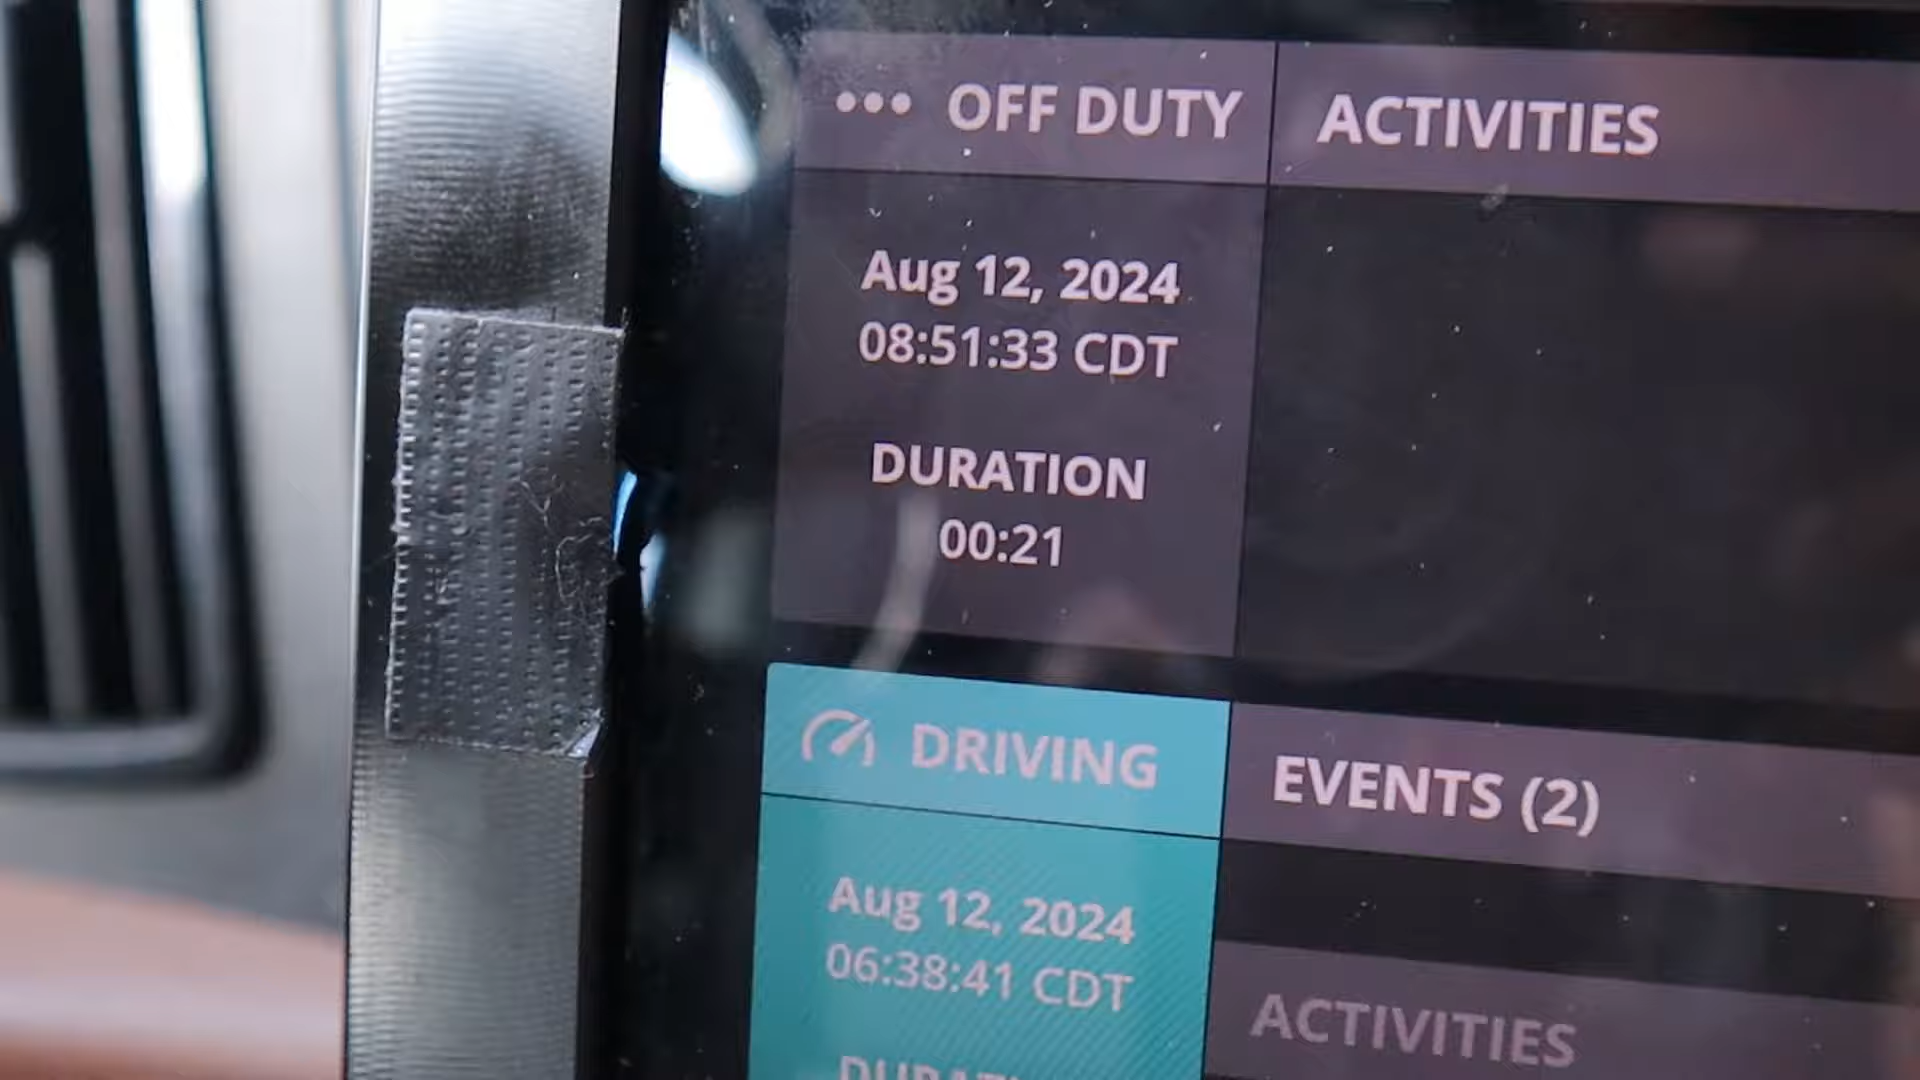 ••• OFF DUTY
ACTIVITIES
Aug 12, 2024
08:51:33 CDT
DURATION
00:21
DRIVING
EVENTS (2)
Aug 12, 2024
06:38:41 CDT
ACTIVITIES